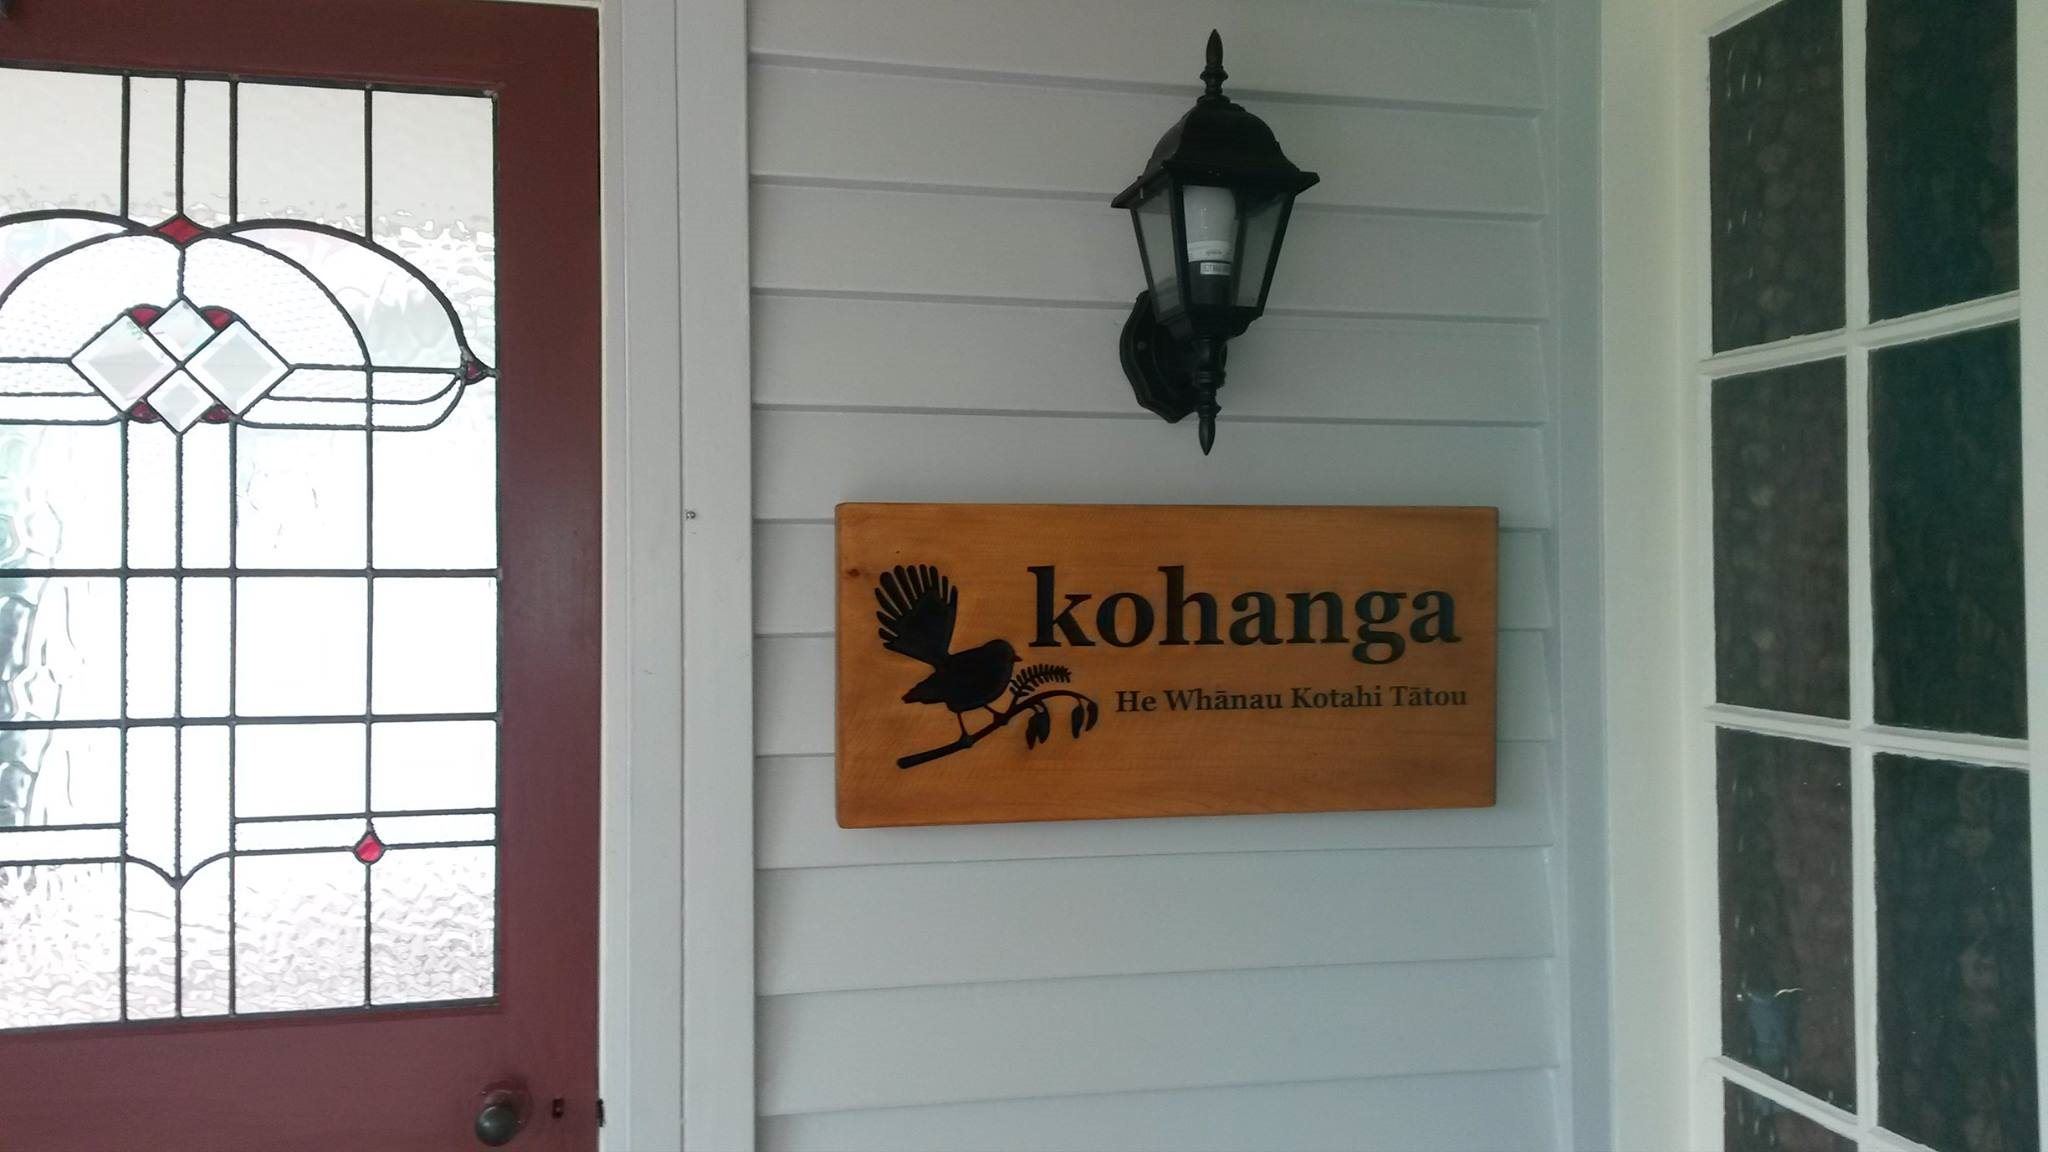 kohanga
He Whānau Kotahi Tātou